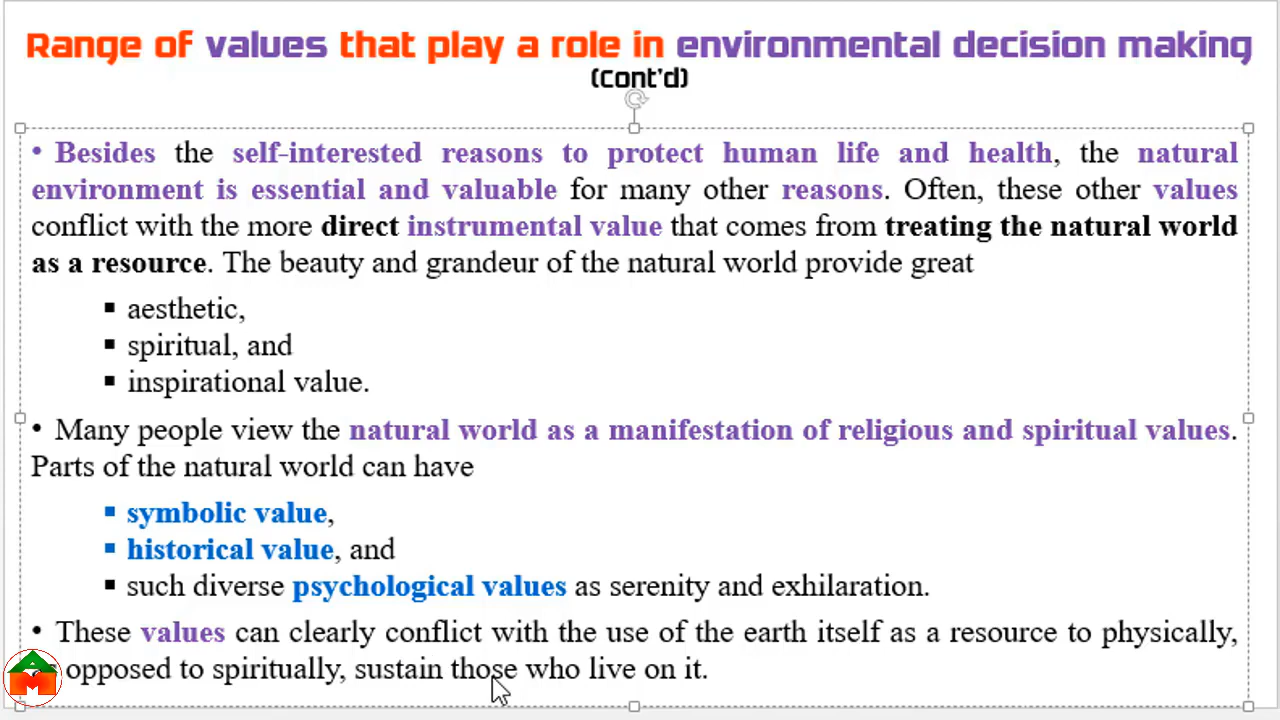 Range of values that play a role in environmental decision making
(Cont'd)
• Besides the self-interested reasons to protect human life and health, the natural
environment is essential and valuable for many other reasons. Often, these other values
conflict with the more direct instrumental value that comes from treating the natural world
as a resource. The beauty and grandeur of the natural world provide great
▪ aesthetic,
▪ spiritual, and
▪ inspirational value.
• Many people view the natural world as a manifestation of religious and spiritual values.
Parts of the natural world can have
▪ symbolic value,
▪ historical value, and
▪ such diverse psychological values as serenity and exhilaration.
• These values can clearly conflict with the use of the earth itself as a resource to physically,
opposed to spiritually, sustain those who live on it.